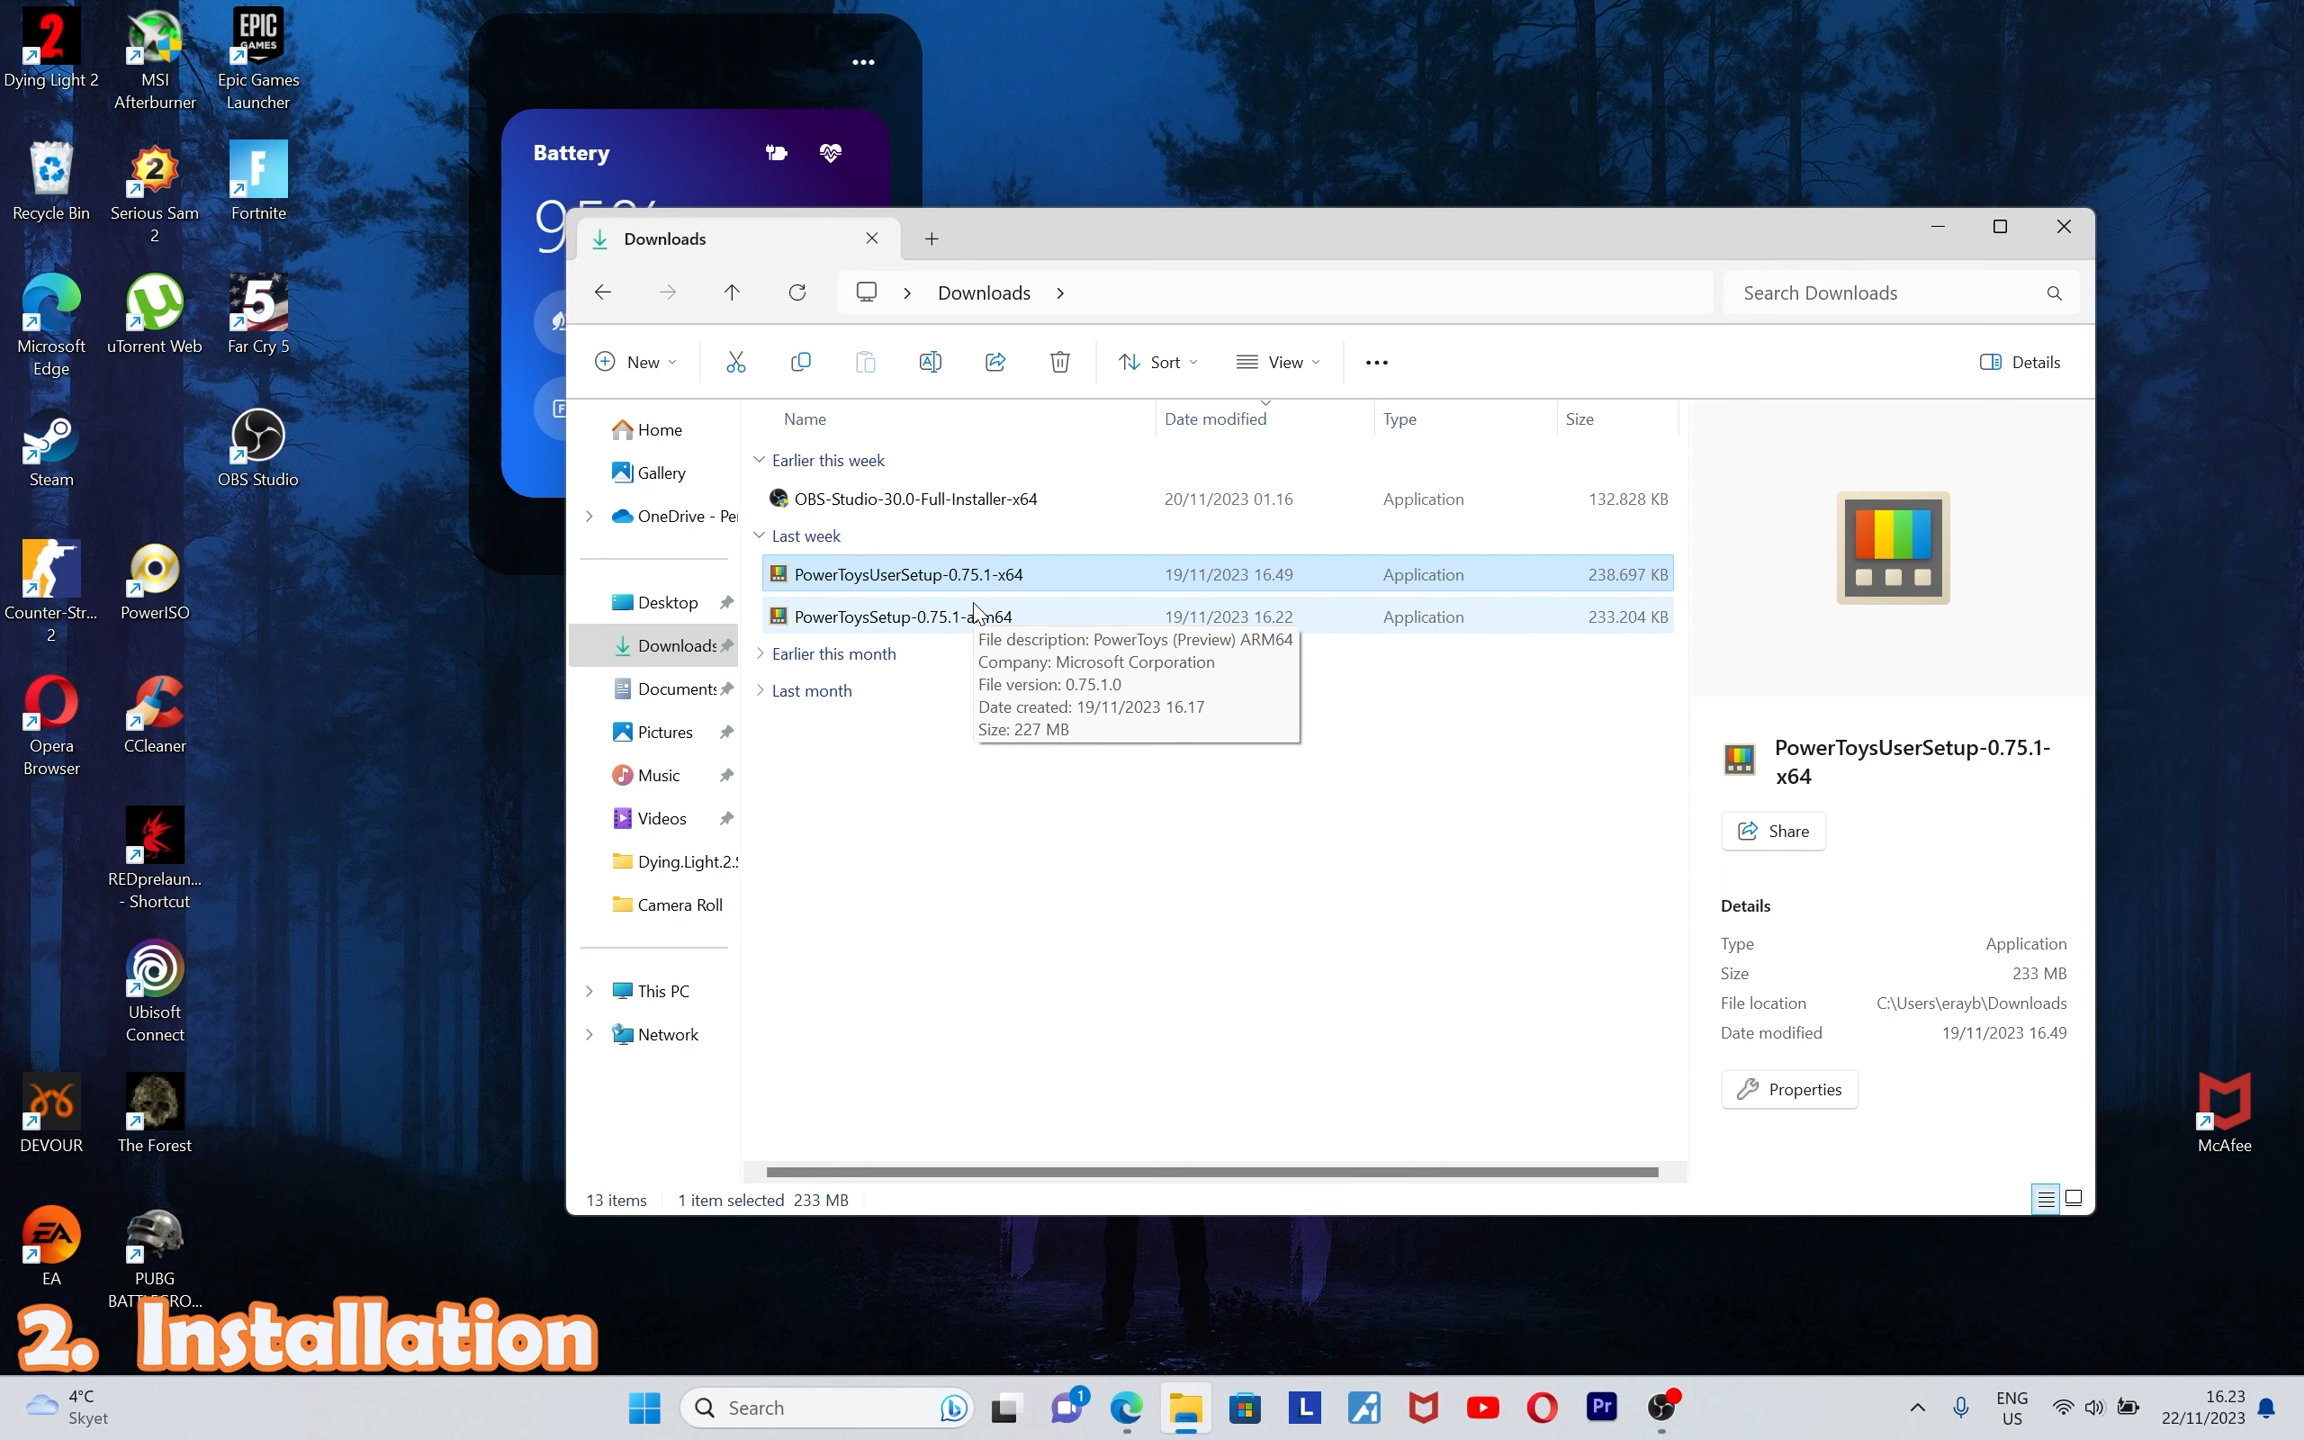 Dying Light 2
MSI
Afterburner
EPIC
GAMES
Epic Games
Launcher
Recycle Bin
Serious Sam
2
Fortnite
Microsoft
Edge
uTorrent Web
Far Cry 5
Steam
OBS Studio
Counter-Str...
2
PowerISO
Opera
Browser
CCleaner
REDprelaun...
- Shortcut
Ubisoft
Connect
DEVOUR
The Forest
EA
EA
PUBG
McAfee
Battery
Downloads
Downloads
Search Downloads
New
Sort
View
Details
Home
Gallery
OneDrive - Per
Desktop
Downloads
Documents
Pictures
Music
Videos
Dying.Light.2.S
Camera Roll
This PC
Network
Name Date modified Type Size
Earlier this week
OBS-Studio-30.0-Full-Installer-x64 20/11/2023 01.16 Application 132.828 KB
Last week
PowerToysUserSetup-0.75.1-x64 19/11/2023 16.49 Application 238.697 KB
PowerToysSetup-0.75.1-arm64 19/11/2023 16.22 Application 233.204 KB
Earlier this month
Last month
File description: PowerToys (Preview) ARM64
Company: Microsoft Corporation
File version: 0.75.1.0
Date created: 19/11/2023 16.17
Size: 227 MB
PowerToysUserSetup-0.75.1-
x64
Share
Details
Type Application
Size 233 MB
File location C:\Users\erayb\Downloads
Date modified 19/11/2023 16.49
Properties
13 items 1 item selected 233 MB
2. Installation
4°C
Skyet
Search
1
L
Pr
ENG
US
16.23
22/11/2023